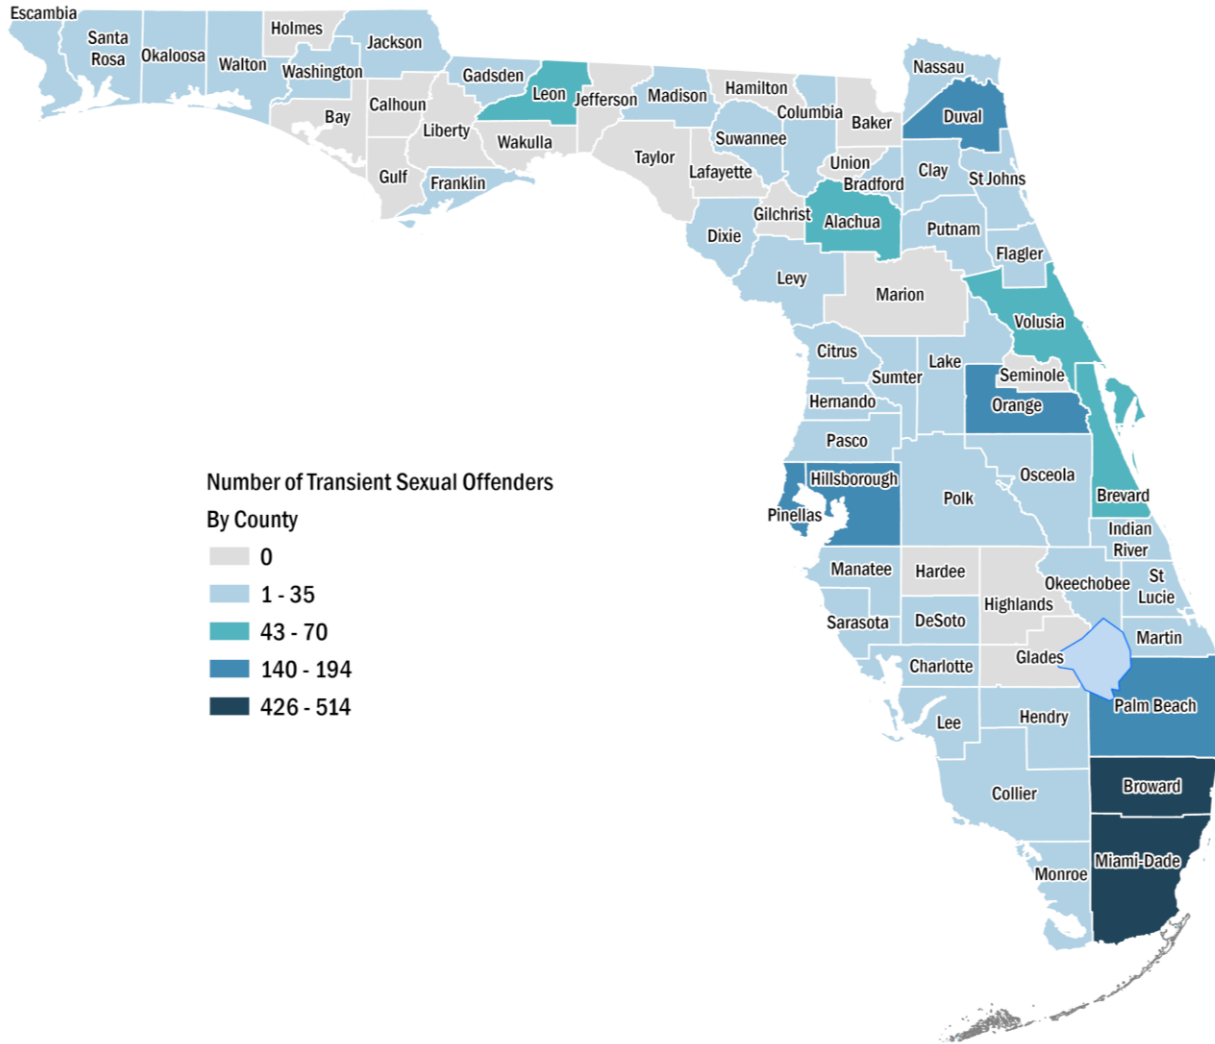 Escambia
Santa
Rosa
Okaloosa
Walton
Holmes
Washington
Jackson
Bay
Calhoun
Gulf
Liberty
Gadsden
Franklin
Leon
Wakulla
Jefferson
Madison
Taylor
Hamilton
Suwannee
Lafayette
Columbia
Baker
Union
Bradford
Gilchrist
Dixie
Alachua
Levy
Nassau
Duval
Clay
St Johns
Putnam
Flagler
Marion
Volusia
Citrus
Sumter
Lake
Seminole
Orange
Hernando
Pasco
Hillsborough
Pinellas
Polk
Osceola
Brevard
Indian
River
Manatee
Hardee
Highlands
Okeechobee
St
Lucie
Sarasota
DeSoto
Martin
Charlotte
Glades
Lee
Hendry
Palm Beach
Collier
Broward
Monroe
Miami-Dade
Number of Transient Sexual Offenders
By County
0
1 - 35
43 - 70
140 - 194
426 - 514